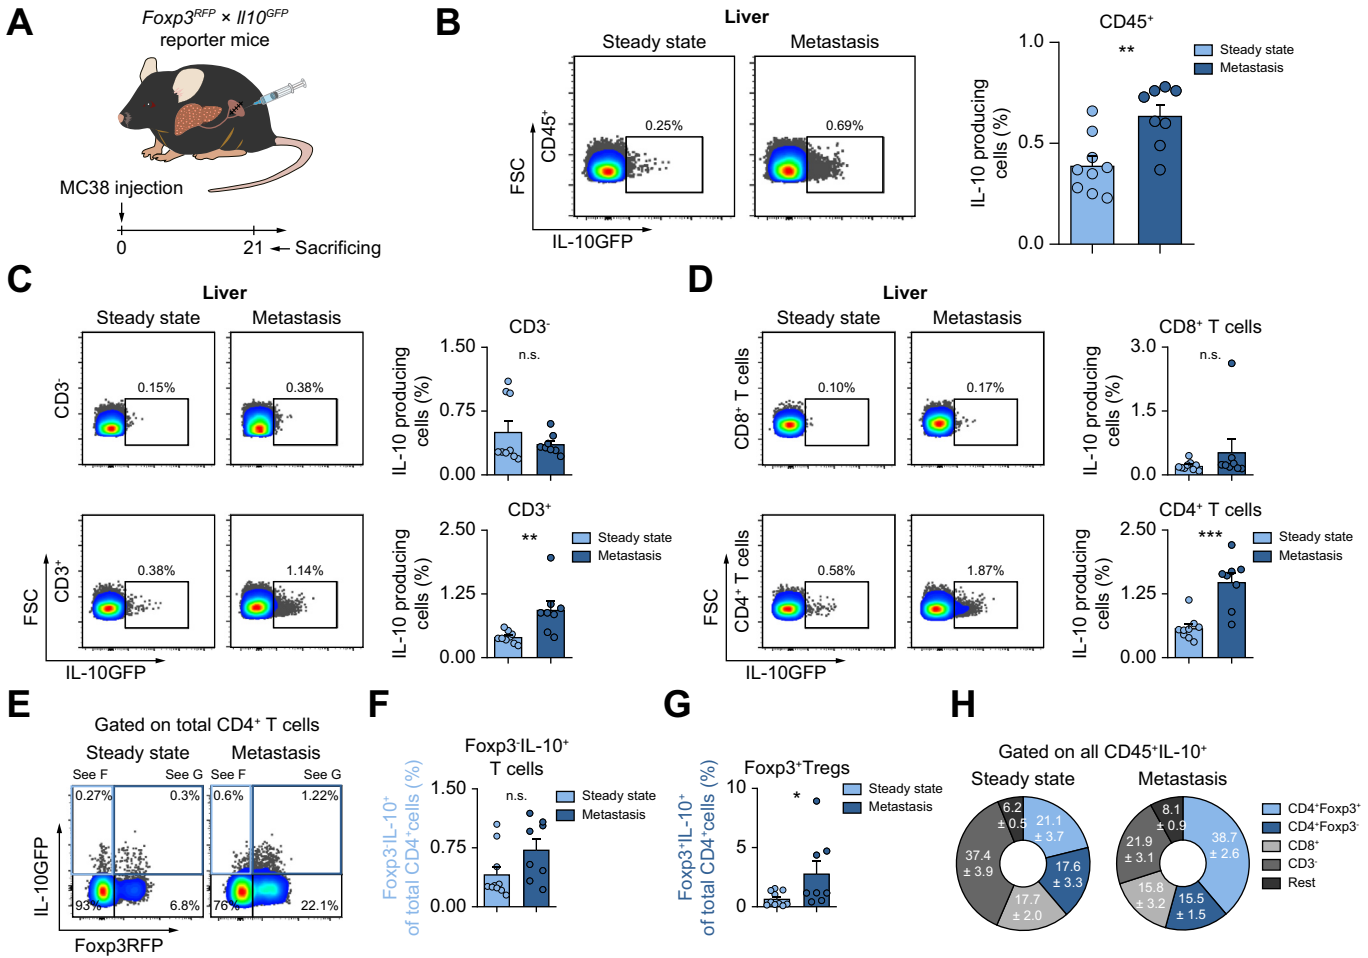 A
Foxp3RFP × Il10GFP
reporter mice
MC38 injection
0
21
Sacrificing
B
Liver
Steady state
Metastasis
CD45+
FSC
0.25%
0.69%
IL-10GFP
CD45+
**
IL-10 producing
cells (%)
1.0
0.5
0.0
Steady state
Metastasis
C
Liver
Steady state
Metastasis
CD3-
0.15%
0.38%
CD3-
n.s.
IL-10 producing
cells (%)
1.50
0.75
0.00
CD3+
FSC
0.38%
1.14%
IL-10GFP
CD3+
**
IL-10 producing
cells (%)
2.50
1.25
0.00
Steady state
Metastasis
D
Liver
Steady state
Metastasis
CD8+ T cells
0.10%
0.17%
CD8+ T cells
n.s.
IL-10 producing
cells (%)
3.0
1.5
0.0
CD4+ T cells
FSC
0.58%
1.87%
IL-10GFP
CD4+ T cells
***
IL-10 producing
cells (%)
2.50
1.25
0.00
Steady state
Metastasis
E
Gated on total CD4+ T cells
Steady state
Metastasis
See F
See G
See F
See G
0.27%
0.3%
0.6%
1.22%
93%
6.8%
76%
22.1%
IL-10GFP
Foxp3RFP
F
Foxp3-IL-10+
T cells
n.s.
Foxp3-IL-10+
of total CD4+cells (%)
1.50
0.75
0.00
Steady state
Metastasis
G
Foxp3+Tregs
*
Foxp3+IL-10+
of total CD4+cells (%)
10
5
0
Steady state
Metastasis
H
Gated on all CD45+IL-10+
Steady state
Metastasis
6.2
± 0.5
21.1
± 3.7
17.6
± 3.3
17.7
± 2.0
37.4
± 3.9
8.1
± 0.9
38.7
± 2.6
15.5
± 1.5
15.8
± 3.2
21.9
± 3.1
CD4+Foxp3+
CD4+Foxp3-
CD8+
CD3-
Rest